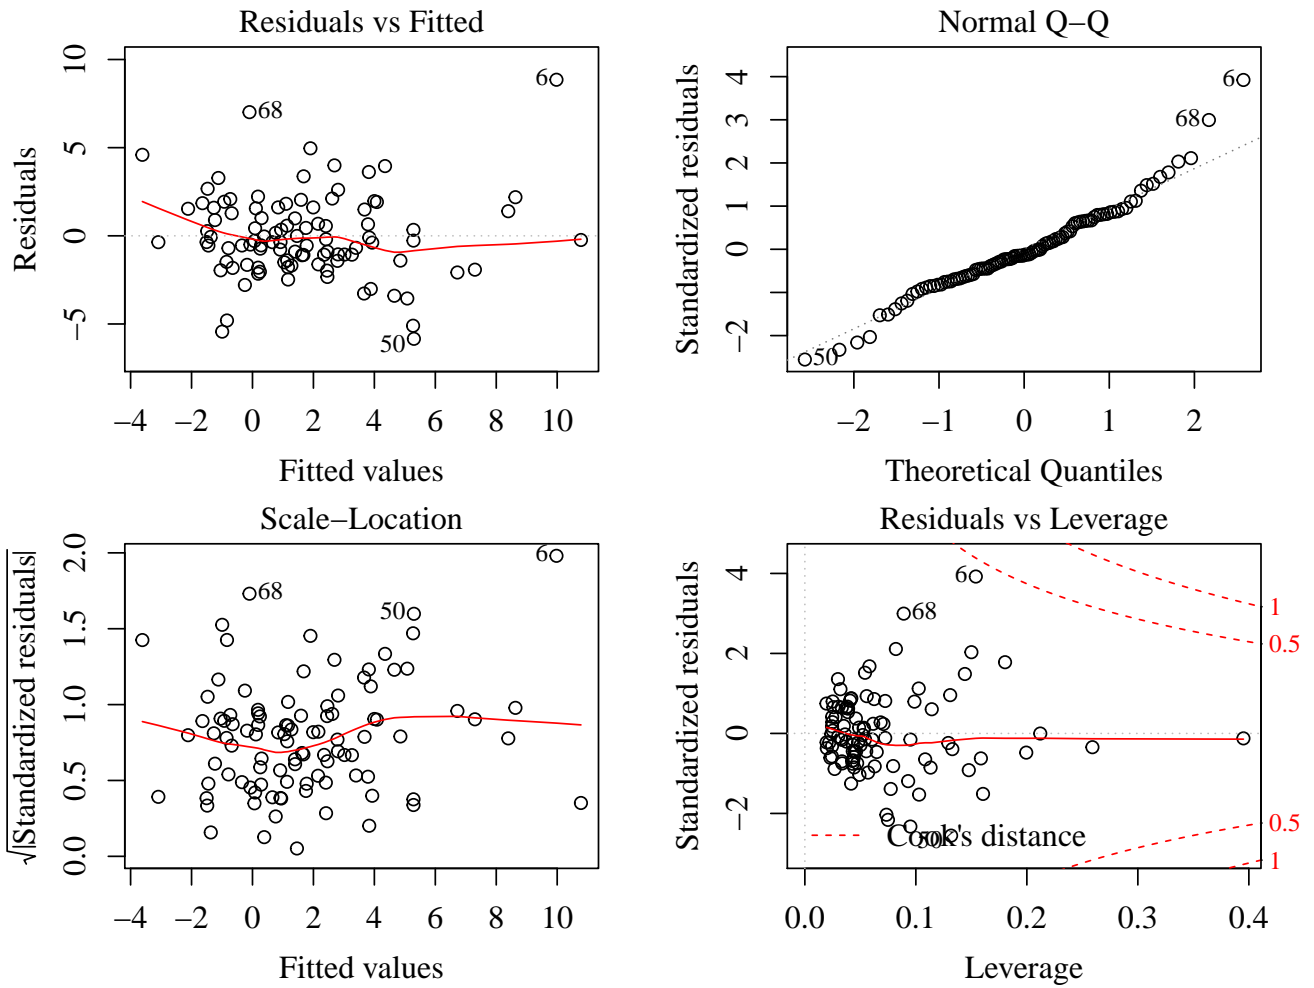 Residuals vs Fitted
Residuals
10
5
0
−5
6
68
50
−4 −2 0 2 4 6 8 10
Fitted values
Normal Q−Q
Standardized residuals
4
3
2
1
0
−2
6
68
50
−2 −1 0 1 2
Theoretical Quantiles
Scale−Location
√|Standardized residuals|
2.0
1.5
1.0
0.5
0.0
6
68
50
−4 −2 0 2 4 6 8 10
Fitted values
Residuals vs Leverage
Standardized residuals
4
2
0
−2
6
68
50
Cook's distance
1
0.5
0.5
1
0.0 0.1 0.2 0.3 0.4
Leverage